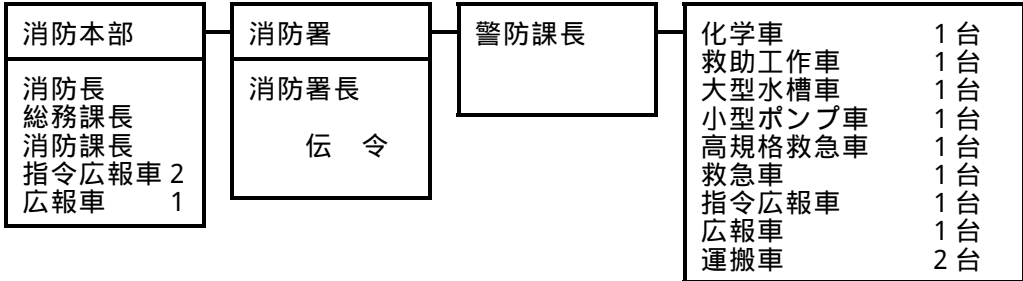 消防本部
消防長
総務課長
消防課長
指令広報車 2
広報車 1
消防署
消防署長
伝 令
警防課長
化学車 1台
救助工作車 1台
大型水槽車 1台
小型ポンプ車 1台
高規格救急車 1台
救急車 1台
指令広報車 1台
広報車 1台
運搬車 2台